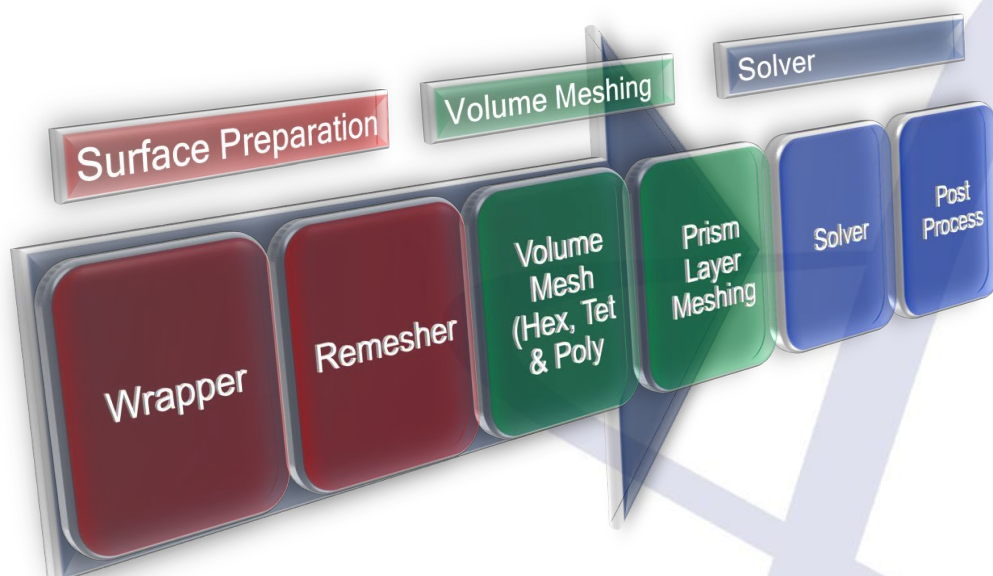 Surface Preparation
Volume Meshing
Solver
Wrapper
Remesher
Volume
Mesh
(Hex, Tet
& Poly
Prism
Layer
Meshing
Solver
Post
Process